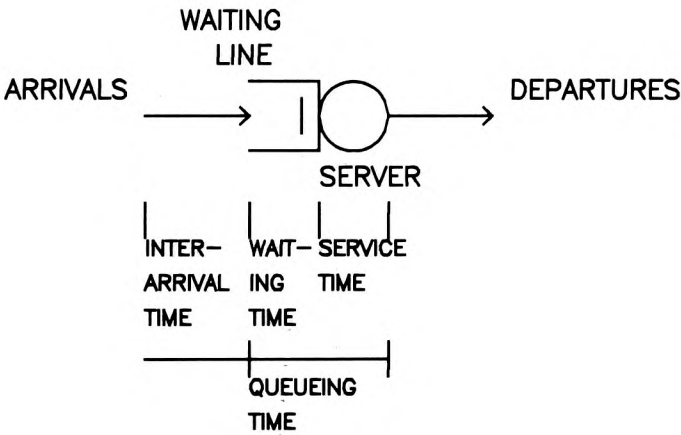 WAITING
LINE
ARRIVALS
DEPARTURES
SERVER
INTER-
ARRIVAL
TIME
WAIT-
ING
TIME
SERVICE
TIME
QUEUEING
TIME